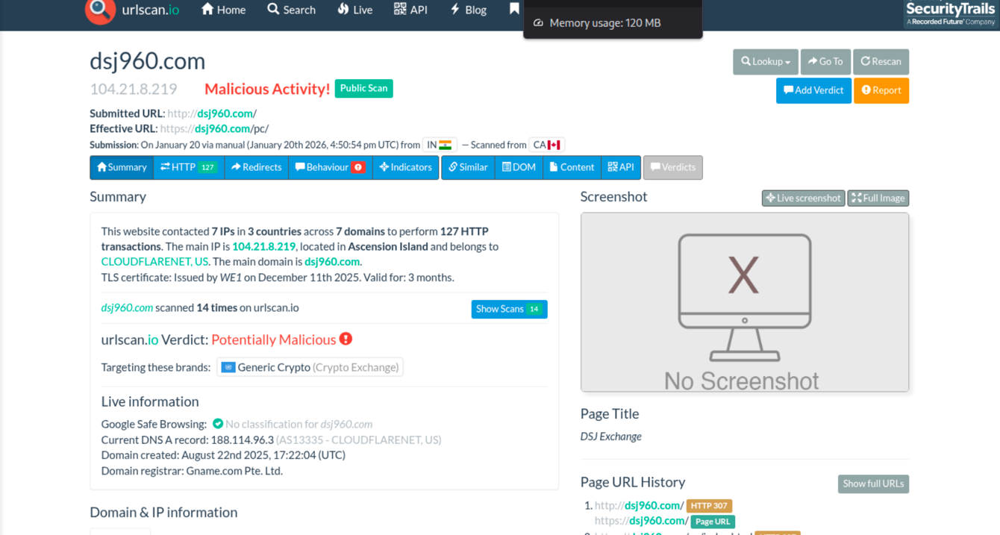 urlscan.io Home Search Live API Blog
Memory usage: 120 MB
SecurityTrails
A Recorded Future® Company
dsj960.com
Lookup Go To Rescan
104.21.8.219 Malicious Activity! Public Scan
Add Verdict Report
Submitted URL: http://dsj960.com/
Effective URL: https://dsj960.com/pc/
Submission: On January 20 via manual (January 20th 2026, 4:50:54 pm UTC) from IN — Scanned from CA
Summary HTTP 127 Redirects Behaviour Indicators Similar DOM Content API Verdicts
Summary
This website contacted 7 IPs in 3 countries across 7 domains to perform 127 HTTP
transactions. The main IP is 104.21.8.219, located in Ascension Island and belongs to
CLOUDFLARENET, US. The main domain is dsj960.com.
TLS certificate: Issued by WE1 on December 11th 2025. Valid for: 3 months.
dsj960.com scanned 14 times on urlscan.io Show Scans 14
urlscan.io Verdict: Potentially Malicious
Targeting these brands: Generic Crypto (Crypto Exchange)
Live information
Google Safe Browsing: No classification for dsj960.com
Current DNS A record: 188.114.96.3 (AS13335 - CLOUDFLARENET, US)
Domain created: August 22nd 2025, 17:22:04 (UTC)
Domain registrar: Gname.com Pte. Ltd.
Domain & IP information
Screenshot Live screenshot Full Image
X
No Screenshot
Page Title
DSJ Exchange
Page URL History Show full URLs
1. http://dsj960.com/ HTTP 307
https://dsj960.com/ Page URL